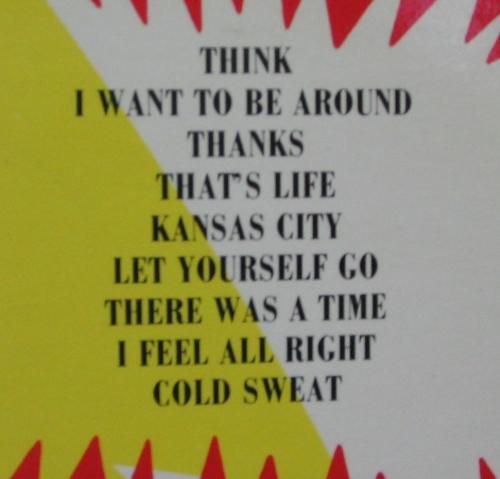 THINK
I WANT TO BE AROUND
THANKS
THAT'S LIFE
KANSAS CITY
LET YOURSELF GO
THERE WAS A TIME
I FEEL ALL RIGHT
COLD SWEAT